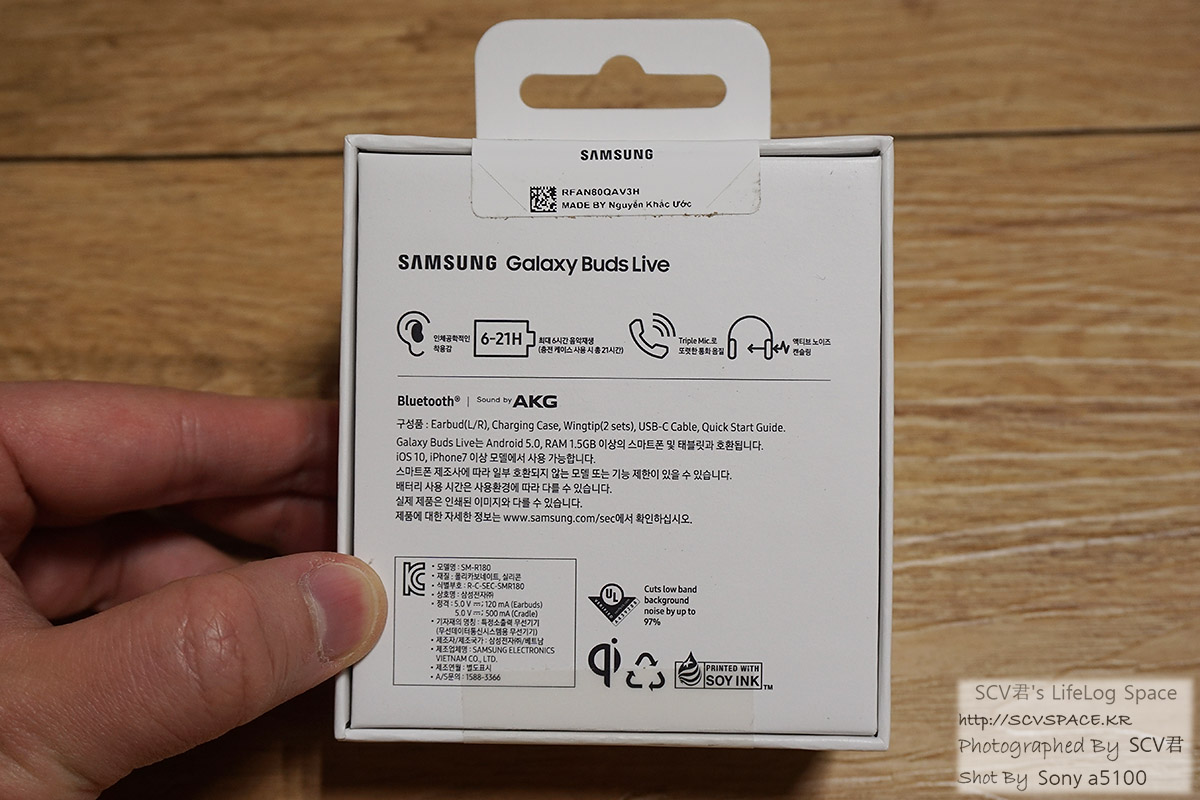 SAMSUNG
RFAN80QAV3H
MADE BY Nguyễn Khắc Ước
SAMSUNG Galaxy Buds Live
인체공학적인
착용감
6-21H
최대 6시간 음악재생
(충전 케이스 사용 시 총 21시간)
Triple Mic.로
또렷한 통화 음질
액티브 노이즈
캔슬링
Bluetooth® | Sound by AKG
구성품 : Earbud(L/R), Charging Case, Wingtip(2 sets), USB-C Cable, Quick Start Guide.
Galaxy Buds Live는 Android 5.0, RAM 1.5GB 이상의 스마트폰 및 태블릿과 호환됩니다.
iOS 10, iPhone7 이상 모델에서 사용 가능합니다.
스마트폰 제조사에 따라 일부 호환되지 않는 모델 또는 기능 제한이 있을 수 있습니다.
배터리 사용 시간은 사용환경에 따라 다를 수 있습니다.
실제 제품은 인쇄된 이미지와 다를 수 있습니다.
제품에 대한 자세한 정보는 www.samsung.com/sec에서 확인하십시오.
• 모델명 : SM-R180
• 재질 : 폴리카보네이트, 실리콘
• 식별부호 : R-C-SEC-SMR180
• 상호명 : 삼성전자㈜
• 정격 : 5.0 V ⎓; 120 mA (Earbuds)
5.0 V ⎓; 500 mA (Cradle)
• 기자재의 명칭 : 특정소출력 무선기기
(무선데이터통신시스템용 무선기기)
• 제조자/제조국가 : 삼성전자㈜/베트남
• 제조업체명 : SAMSUNG ELECTRONICS
VIETNAM CO., LTD.
• 제조연월 : 별도표시
• A/S문의 : 1588-3366
UL
Cuts low band
background
noise by up to
97%
qi
PRINTED WITH
SOY INK™
SCV君's LifeLog Space
http://SCVSPACE.KR
Photographed By SCV君
Shot By Sony a5100